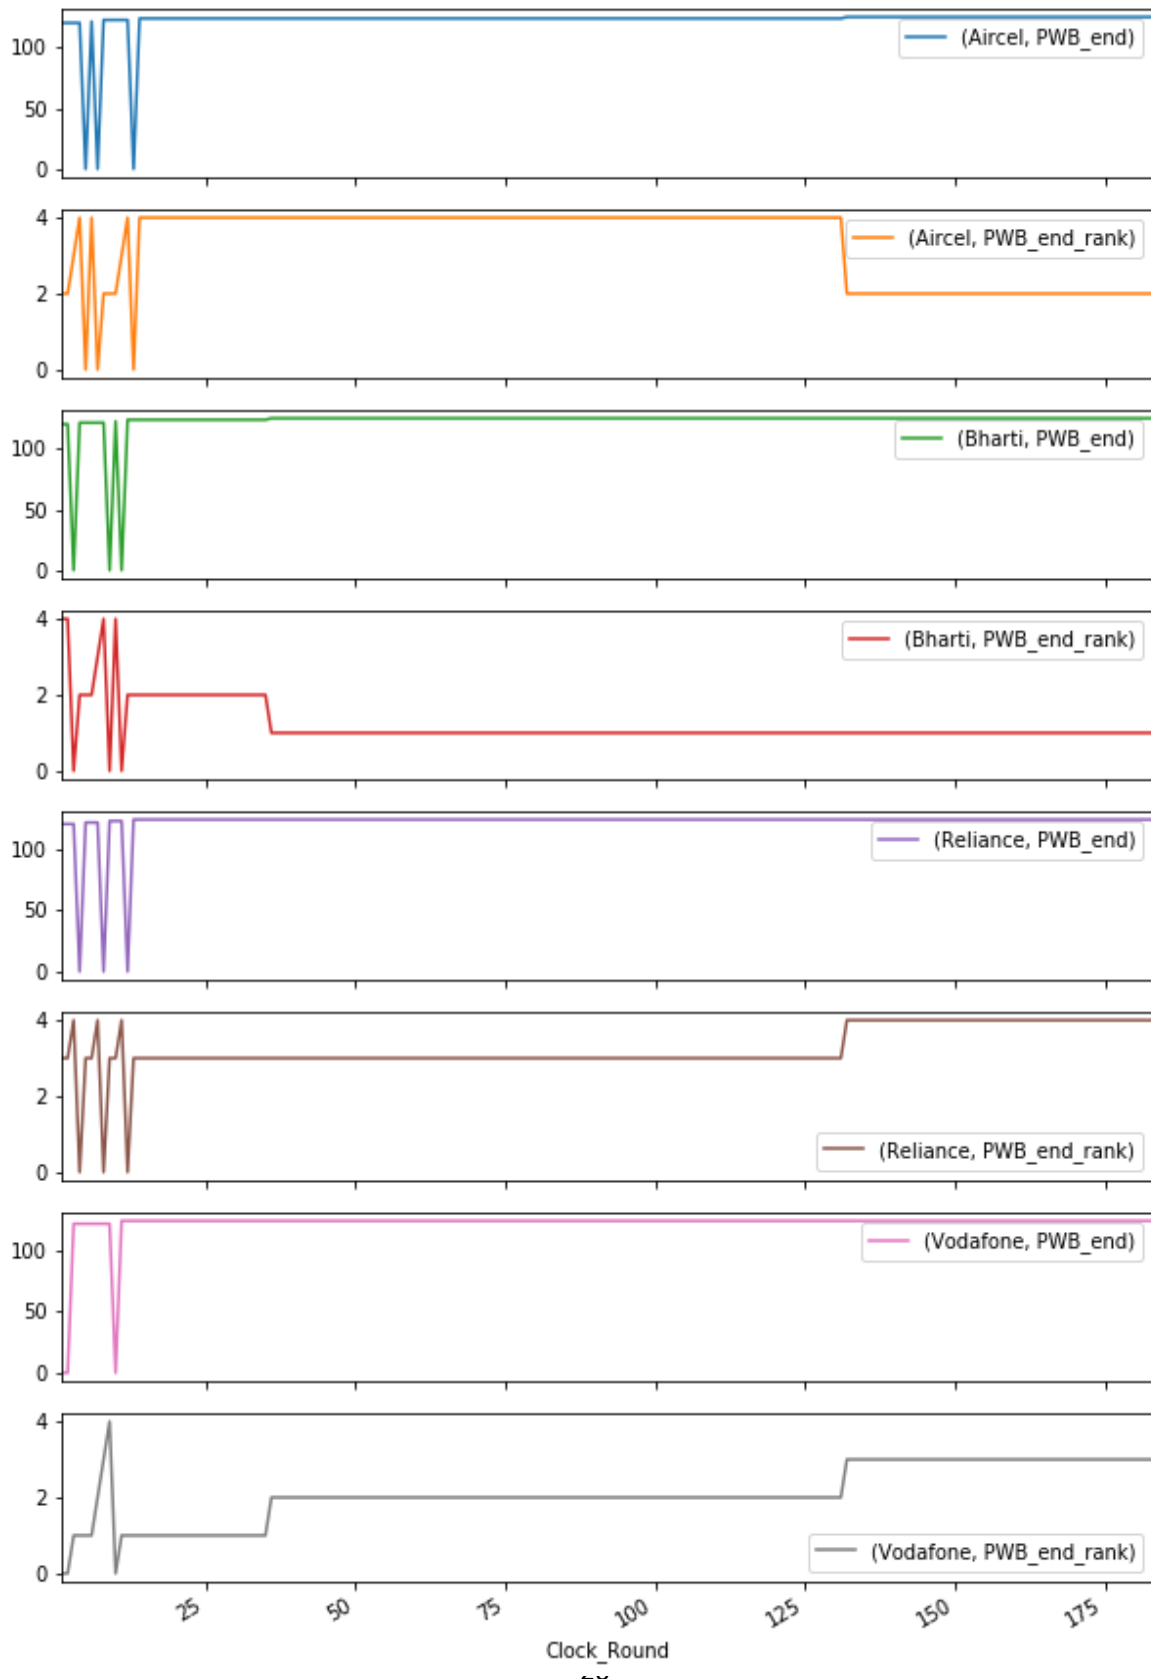 100
50
0
(Aircel, PWB_end)
4
2
0
(Aircel, PWB_end_rank)
100
50
0
(Bharti, PWB_end)
4
2
0
(Bharti, PWB_end_rank)
100
50
0
(Reliance, PWB_end)
4
2
0
(Reliance, PWB_end_rank)
100
50
0
(Vodafone, PWB_end)
4
2
0
(Vodafone, PWB_end_rank)
25 50 75 100 125 150 175
Clock_Round